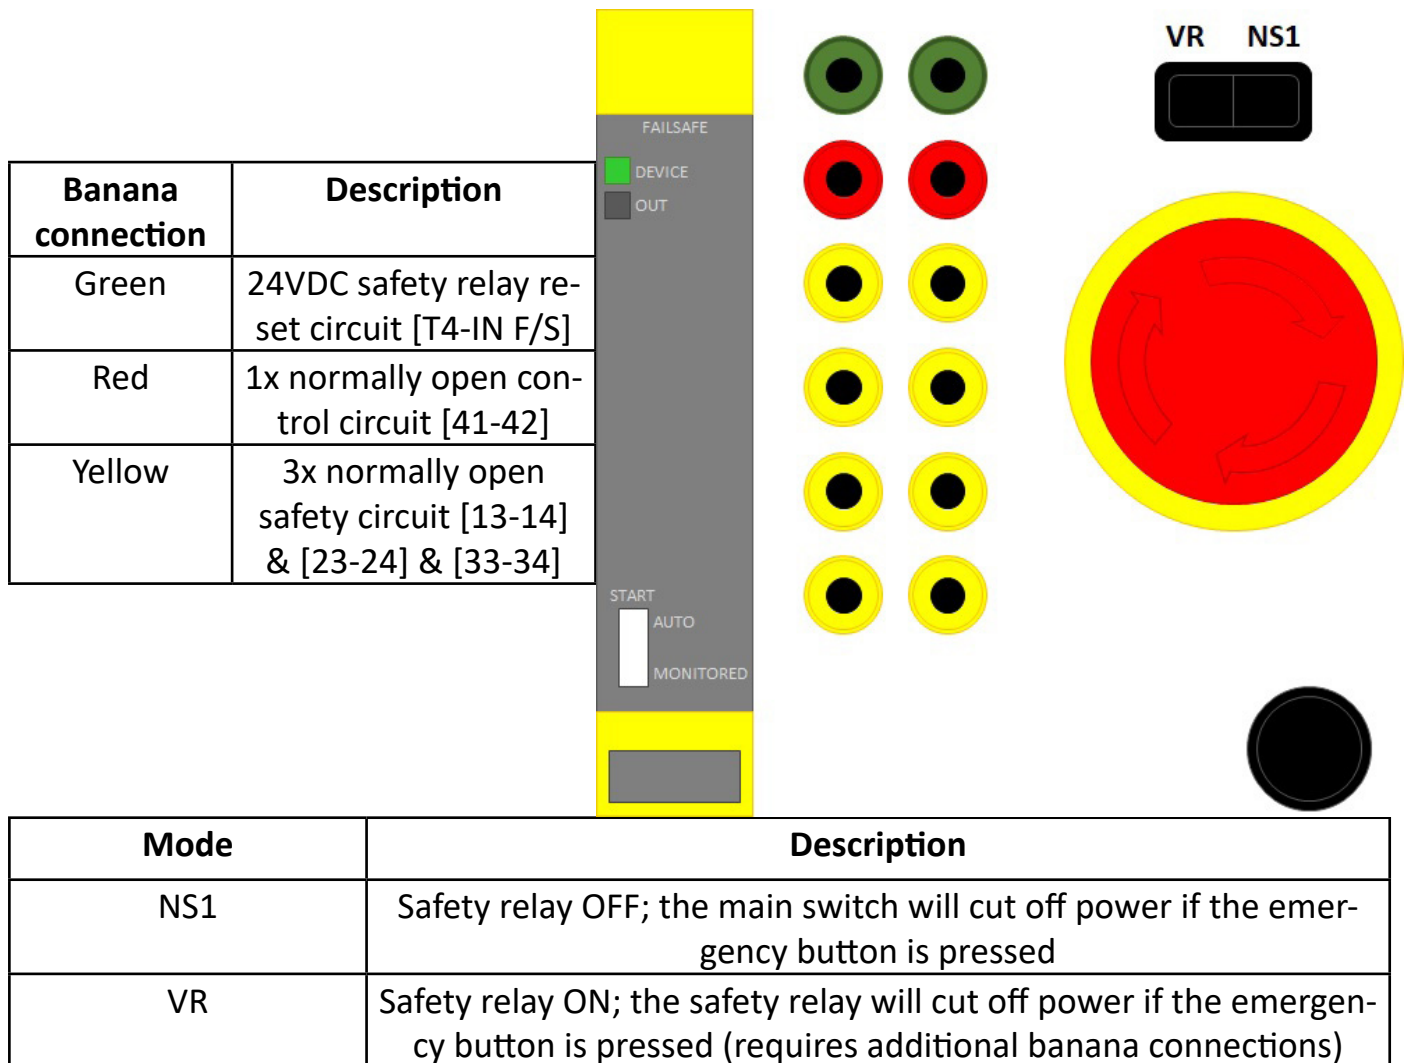 VR NS1
FAILSAFE
DEVICE
OUT
Banana
connection
Description
Green
24VDC safety relay re-
set circuit [T4-IN F/S]
Red
1x normally open con-
trol circuit [41-42]
Yellow
3x normally open
safety circuit [13-14]
& [23-24] & [33-34]
START
AUTO
MONITORED
Mode
Description
NS1
Safety relay OFF; the main switch will cut off power if the emer-
gency button is pressed
VR
Safety relay ON; the safety relay will cut off power if the emergen-
cy button is pressed (requires additional banana connections)